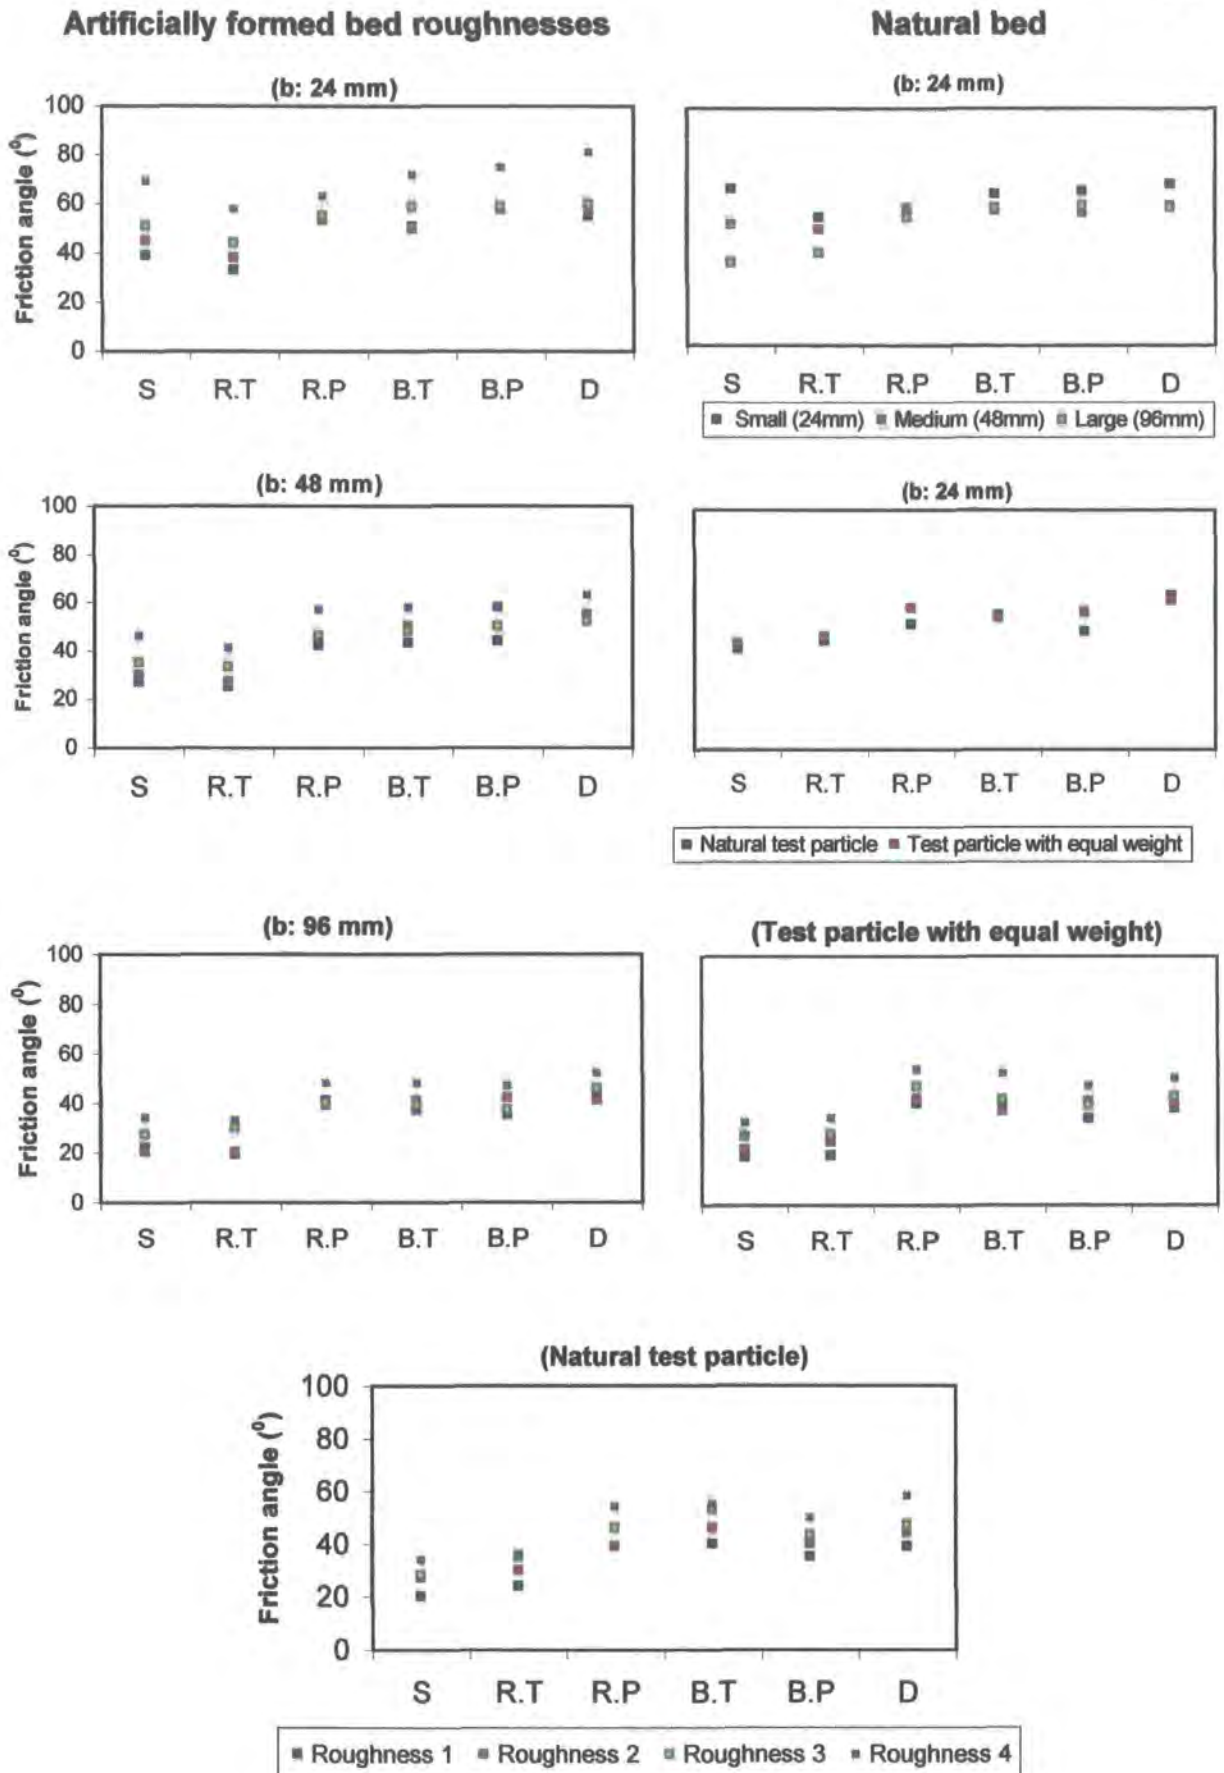 Artificially formed bed roughnesses
Natural bed
(b: 24 mm)
100
80
60
40
20
0
Friction angle (⁰)
S R.T R.P B.T B.P D
(b: 24 mm)
S R.T R.P B.T B.P D
Small (24mm) Medium (48mm) Large (96mm)
(b: 48 mm)
100
80
60
40
20
0
Friction angle (⁰)
S R.T R.P B.T B.P D
(b: 24 mm)
S R.T R.P B.T B.P D
Natural test particle Test particle with equal weight
(b: 96 mm)
100
80
60
40
20
0
Friction angle (⁰)
S R.T R.P B.T B.P D
(Test particle with equal weight)
S R.T R.P B.T B.P D
(Natural test particle)
100
80
60
40
20
0
Friction angle (⁰)
S R.T R.P B.T B.P D
Roughness 1 Roughness 2 Roughness 3 Roughness 4